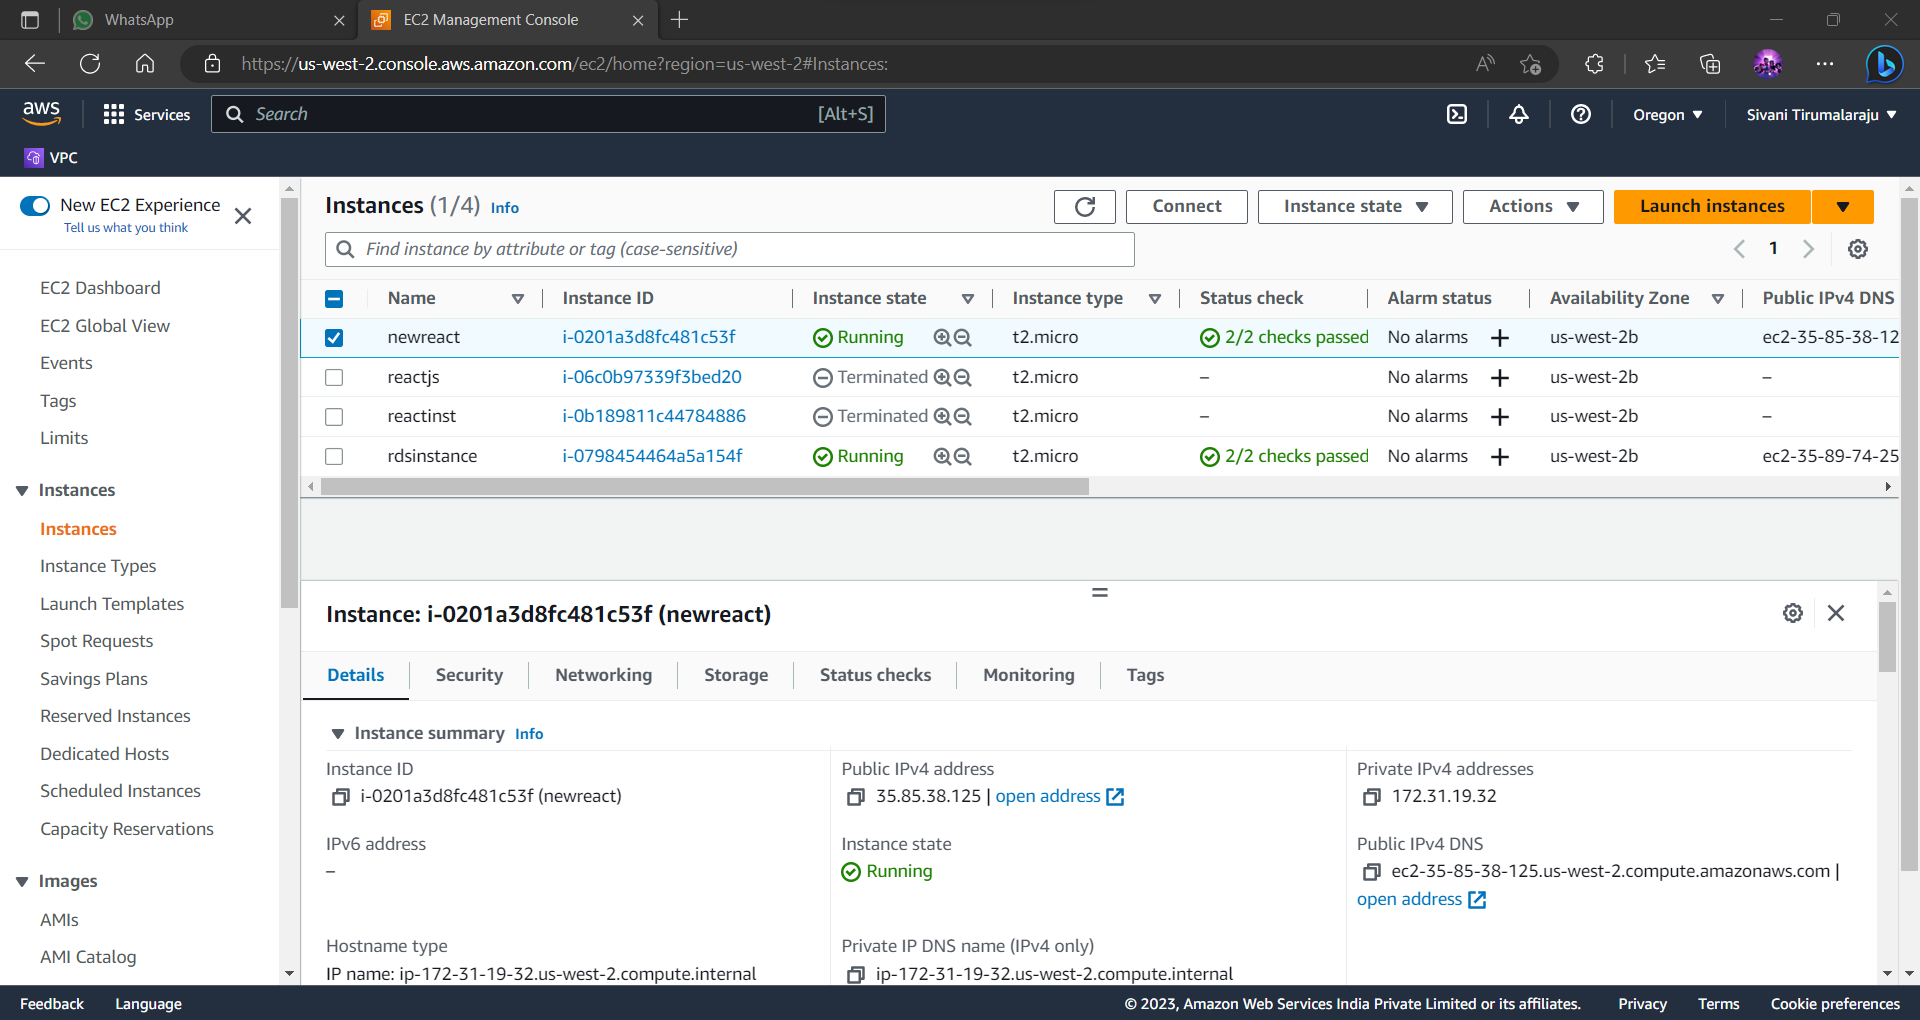 WhatsApp
EC2 Management Console
https://us-west-2.console.aws.amazon.com/ec2/home?region=us-west-2#Instances:
aws
Services
Search
[Alt+S]
Oregon
Sivani Tirumalaraju
VPC
New EC2 Experience
Tell us what you think
EC2 Dashboard
EC2 Global View
Events
Tags
Limits
Instances
Instances
Instance Types
Launch Templates
Spot Requests
Savings Plans
Reserved Instances
Dedicated Hosts
Scheduled Instances
Capacity Reservations
Images
AMIs
AMI Catalog
Instances (1/4) Info
Connect
Instance state
Actions
Launch instances
Find instance by attribute or tag (case-sensitive)
1
Name Instance ID Instance state Instance type Status check Alarm status Availability Zone Public IPv4 DNS
newreact i-0201a3d8fc481c53f Running t2.micro 2/2 checks passed No alarms us-west-2b ec2-35-85-38-12
reactjs i-06c0b97339f3bed20 Terminated t2.micro – No alarms us-west-2b –
reactinst i-0b189811c44784886 Terminated t2.micro – No alarms us-west-2b –
rdsinstance i-0798454464a5a154f Running t2.micro 2/2 checks passed No alarms us-west-2b ec2-35-89-74-25
Instance: i-0201a3d8fc481c53f (newreact)
Details Security Networking Storage Status checks Monitoring Tags
Instance summary Info
Instance ID
i-0201a3d8fc481c53f (newreact)
Public IPv4 address
35.85.38.125 | open address
Private IPv4 addresses
172.31.19.32
IPv6 address
–
Instance state
Running
Public IPv4 DNS
ec2-35-85-38-125.us-west-2.compute.amazonaws.com |
open address
Hostname type
IP name: ip-172-31-19-32.us-west-2.compute.internal
Private IP DNS name (IPv4 only)
ip-172-31-19-32.us-west-2.compute.internal
Feedback Language © 2023, Amazon Web Services India Private Limited or its affiliates. Privacy Terms Cookie preferences